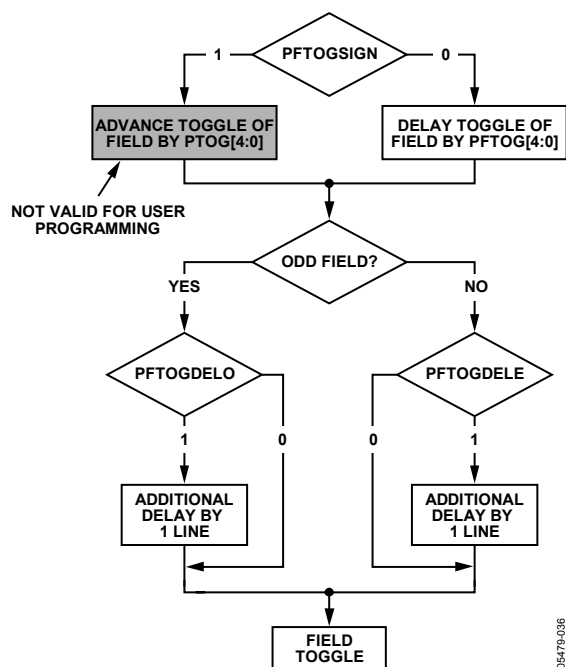 PFTOGSIGN
1
0
ADVANCE TOGGLE OF
FIELD BY PTOG[4:0]
DELAY TOGGLE OF
FIELD BY PFTOG[4:0]
NOT VALID FOR USER
PROGRAMMING
ODD FIELD?
YES
NO
PFTOGDELO
PFTOGDELE
1
0
0
1
ADDITIONAL
DELAY BY
1 LINE
ADDITIONAL
DELAY BY
1 LINE
FIELD
TOGGLE
05479-036